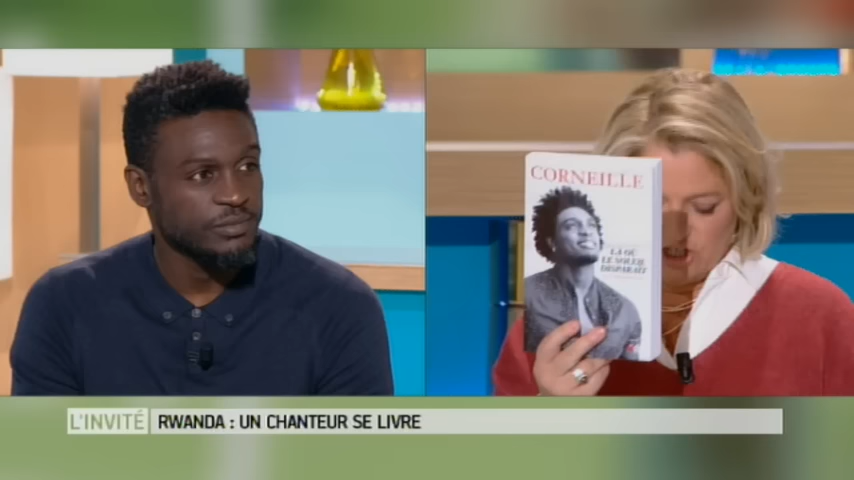 CORNEILLE
LÀ OÙ
LE SOLEIL
DISPARAÎT
L'INVITÉ
RWANDA : UN CHANTEUR SE LIVRE